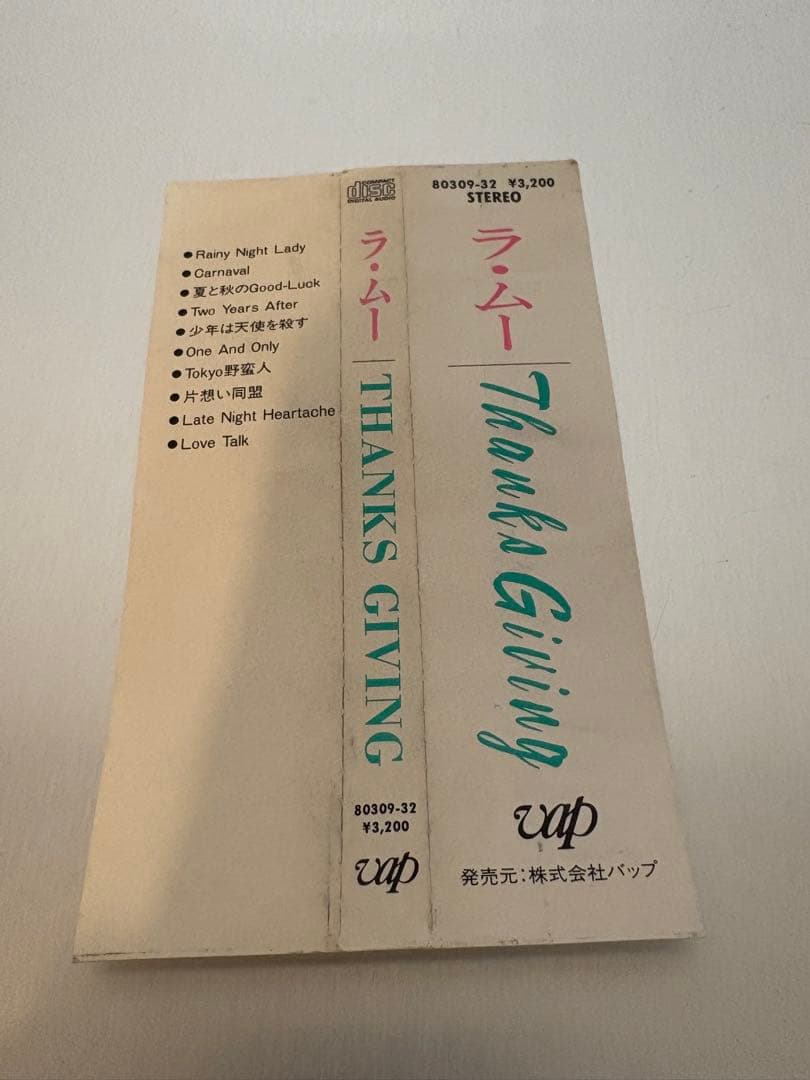 ●Rainy Night Lady
●Carnaval
●夏と秋のGood-Luck
●Two Years After
●少年は天使を殺す
●One And Only
●Tokyo野蛮人
●片想い同盟
●Late Night Heartache
●Love Talk
COMPACT
disc
DIGITAL AUDIO
ラ・ムー
THANKS GIVING
80309-32
¥3,200
vap
80309-32 ¥3,200
STEREO
ラ・ムー
Thanks Giving
vap
発売元:株式会社バップ